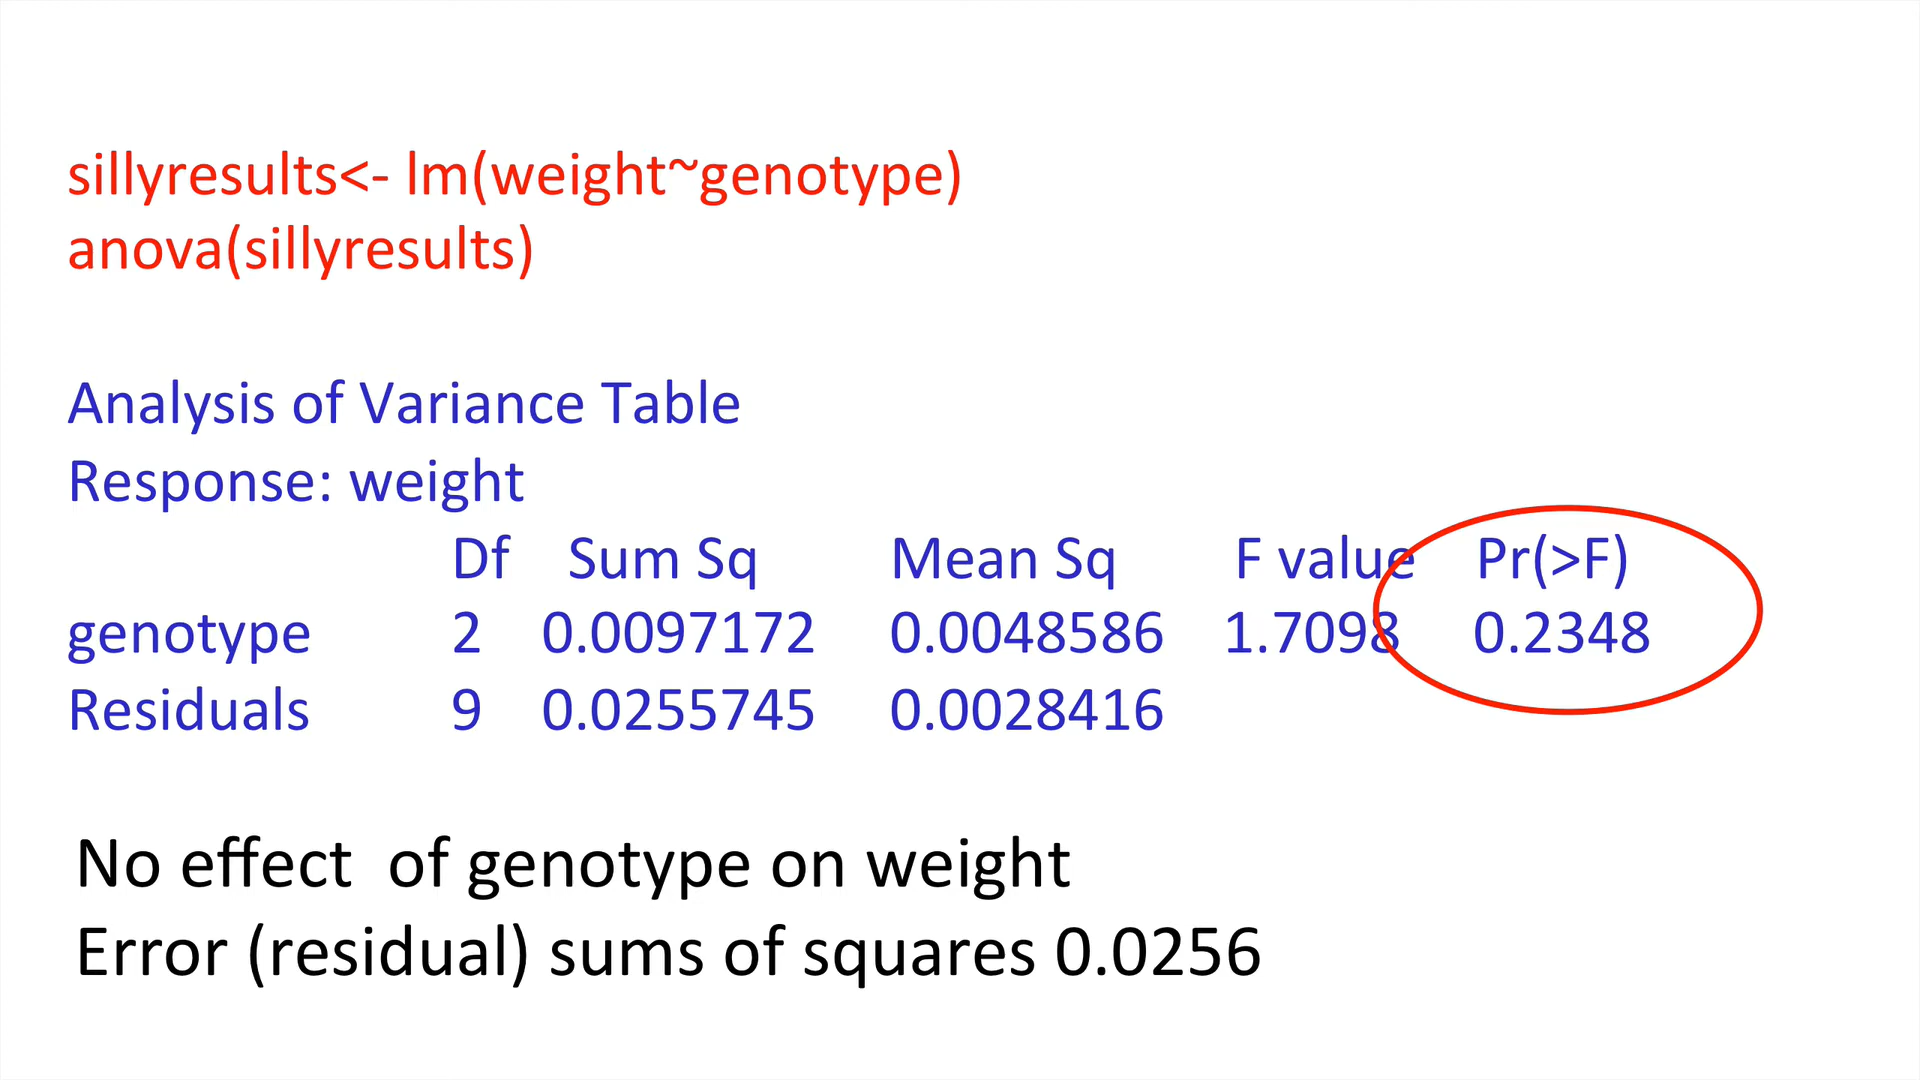 sillyresults<- lm(weight~genotype)
anova(sillyresults)
Analysis of Variance Table
Response: weight
Df Sum Sq Mean Sq F value Pr(>F)
genotype 2 0.0097172 0.0048586 1.7098 0.2348
Residuals 9 0.0255745 0.0028416
No effect of genotype on weight
Error (residual) sums of squares 0.0256